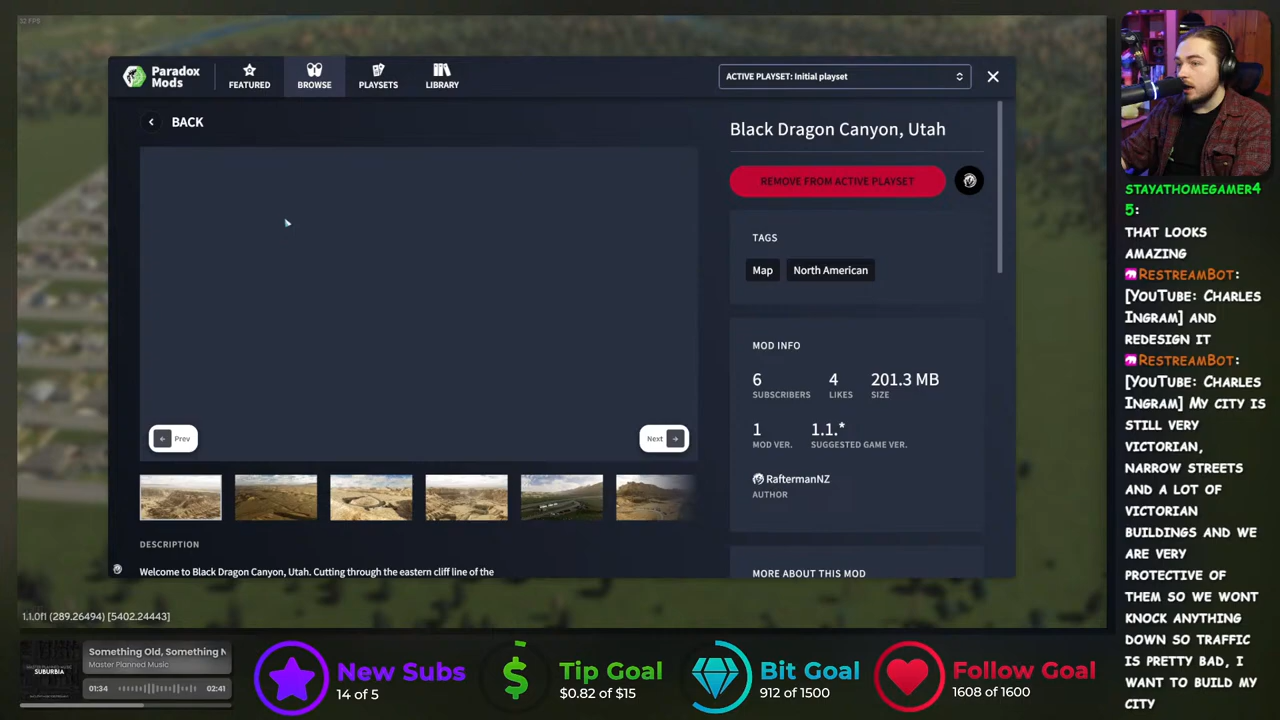 32 FPS
Paradox
Mods
FEATURED
BROWSE
PLAYSETS
LIBRARY
ACTIVE PLAYSET: Initial playset
BACK
Black Dragon Canyon, Utah
REMOVE FROM ACTIVE PLAYSET
TAGS
Map
North American
MOD INFO
6
SUBSCRIBERS
4
LIKES
201.3 MB
SIZE
1
MOD VER.
1.1.*
SUGGESTED GAME VER.
RaftermanNZ
AUTHOR
MORE ABOUT THIS MOD
Prev
Next
DESCRIPTION
Welcome to Black Dragon Canyon, Utah. Cutting through the eastern cliff line of the
1.1.0f1 (289.26494) [5402.24443]
STAYATHOMEGAMER4
5:
THAT LOOKS
AMAZING
RESTREAMBOT:
[YOUTUBE: CHARLES
INGRAM] AND
REDESIGN IT
RESTREAMBOT:
[YOUTUBE: CHARLES
INGRAM] MY CITY IS
STILL VERY
VICTORIAN,
NARROW STREETS
AND A LOT OF
VICTORIAN
BUILDINGS AND WE
ARE VERY
PROTECTIVE OF
THEM SO WE WONT
KNOCK ANYTHING
DOWN SO TRAFFIC
IS PRETTY BAD, I
WANT TO BUILD MY
CITY
MASTER PLANNED MUSIC
SUBURBIA
Something Old, Something N
Master Planned Music
01:34
02:41
New Subs
14 of 5
Tip Goal
$0.82 of $15
Bit Goal
912 of 1500
Follow Goal
1608 of 1600